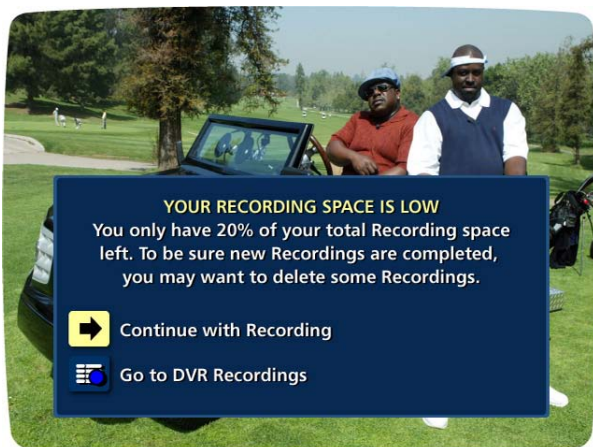 YOUR RECORDING SPACE IS LOW
You only have 20% of your total Recording space
left. To be sure new Recordings are completed,
you may want to delete some Recordings.
Continue with Recording
Go to DVR Recordings